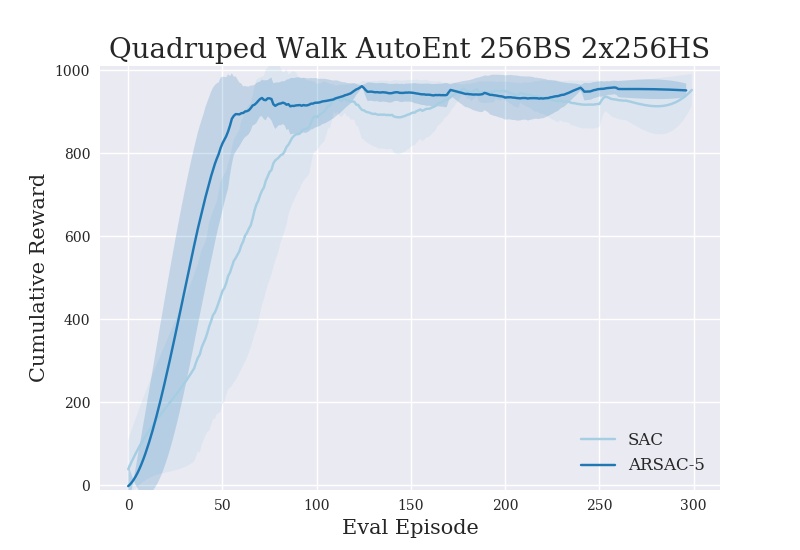 Quadruped Walk AutoEnt 256BS 2x256HS
1000
800
600
400
200
0
Cumulative Reward
SAC
ARSAC-5
0 50 100 150 200 250 300
Eval Episode